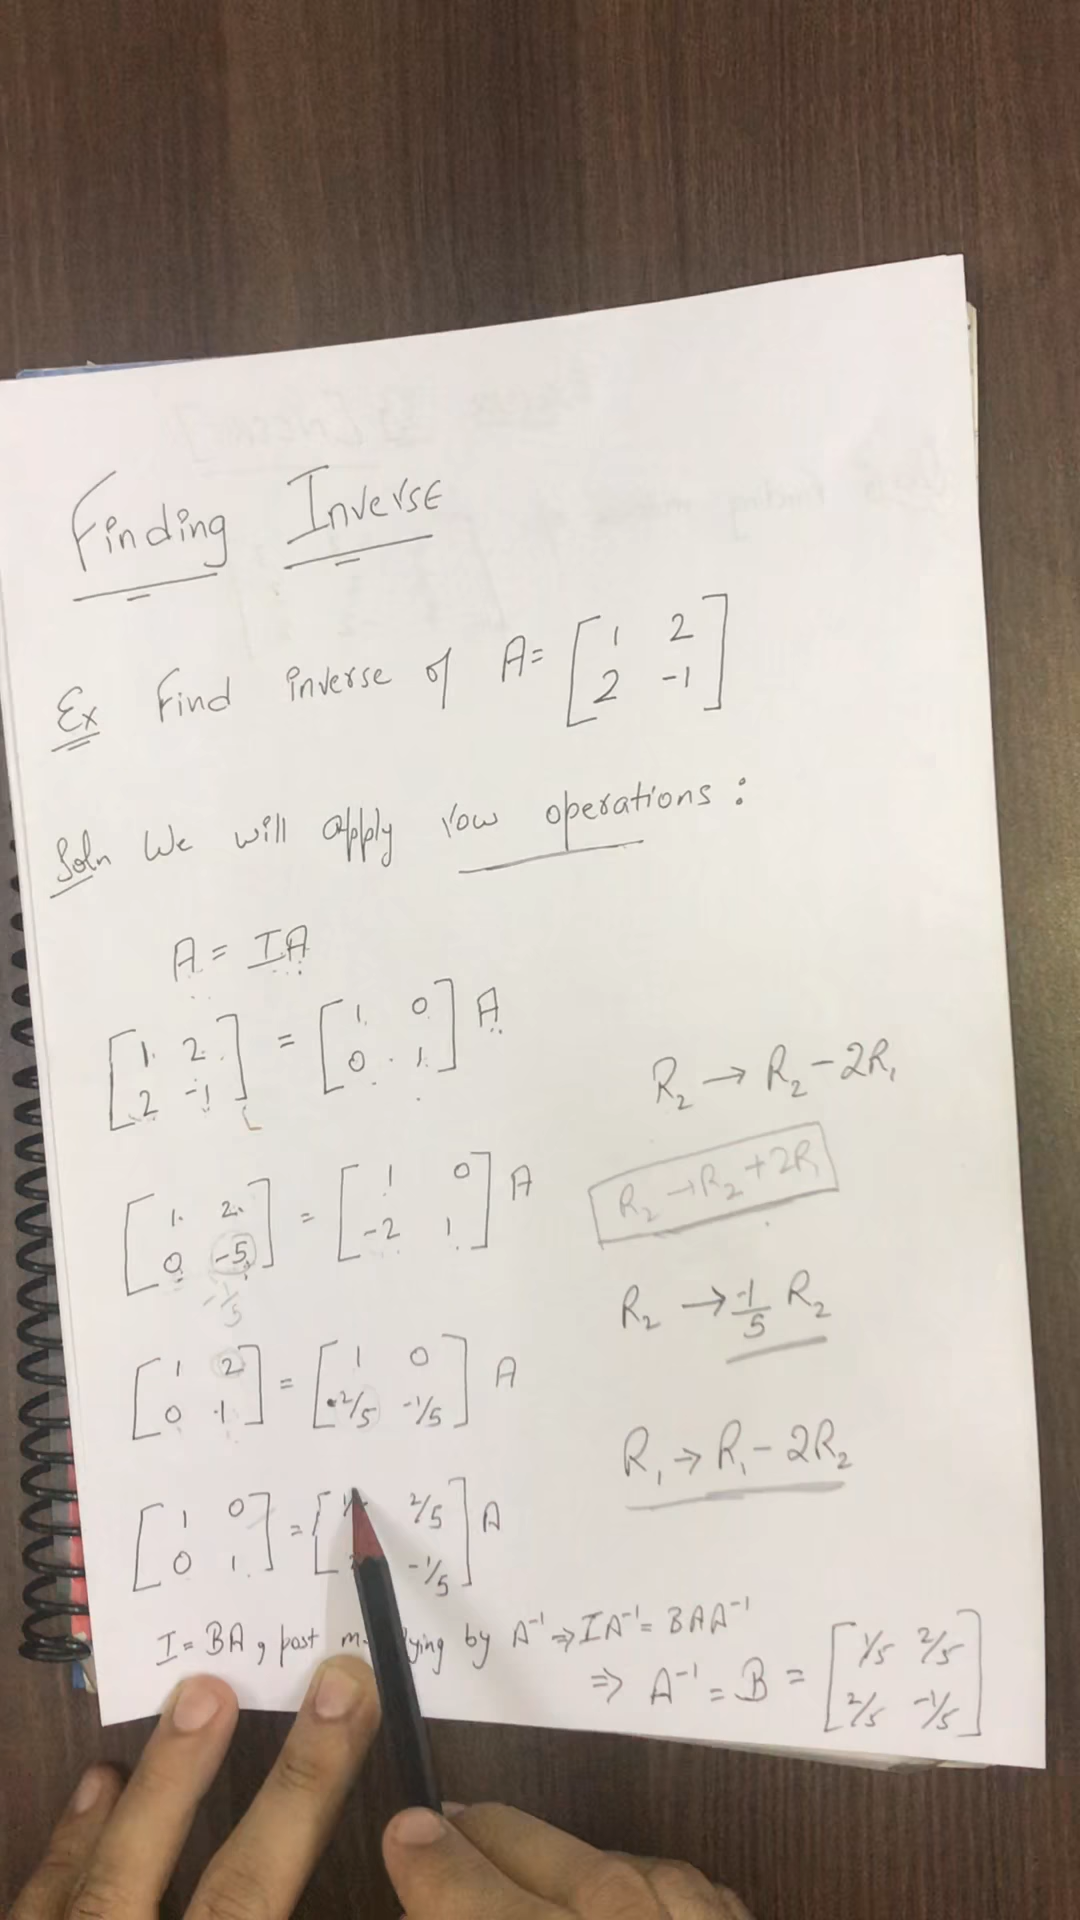 Finding Inverse
Ex Find inverse of A = [1 2; 2 -1]
Soln We will apply row operations :
A = IA
[1 2; 2 -1] = [1 0; 0 1] A
R₂ → R₂ - 2R₁
[1 2; 0 -5] = [1 0; -2 1] A
R₂ → R₂ + 2R₁
-1/5
R₂ → -1/5 R₂
[1 2; 0 1] = [1 0; 2/5 -1/5] A
R₁ → R₁ - 2R₂
[1 0; 0 1] = [ 2/5; -1/5] A
I = BA, post by A⁻¹ ⇒ IA⁻¹ = BAA⁻¹
⇒ A⁻¹ = B = [1/5 2/5; 2/5 -1/5]